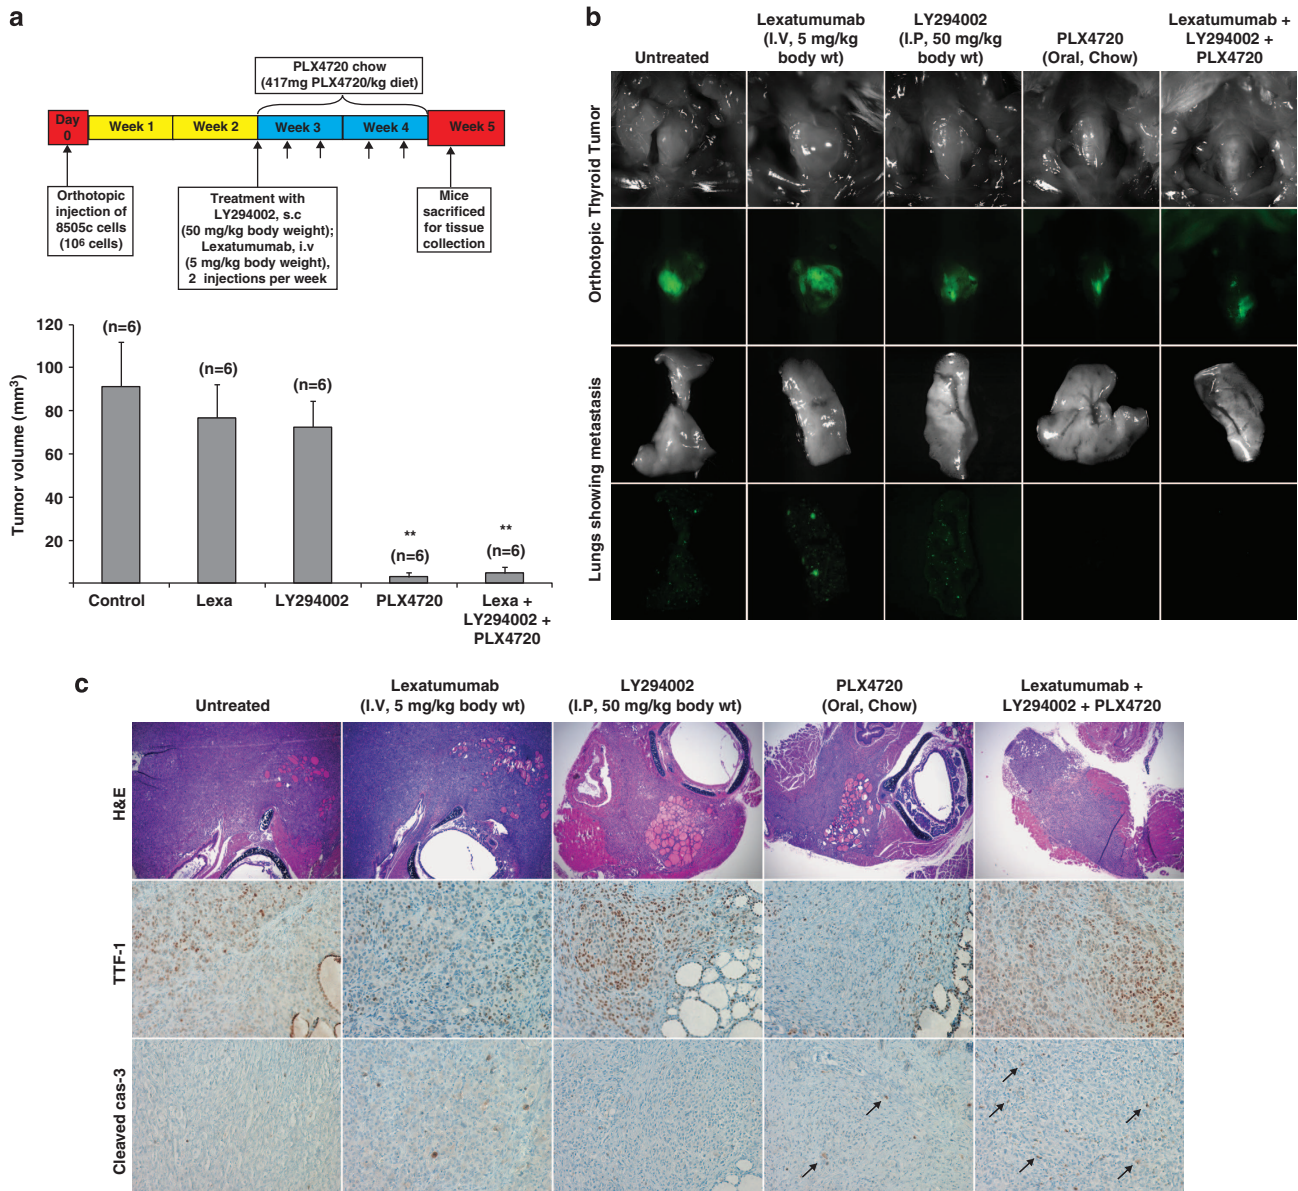 a
PLX4720 chow
(417mg PLX4720/kg diet)
Day
0
Week 1
Week 2
Week 3
Week 4
Week 5
Orthotopic
injection of
8505c cells
(10⁶ cells)
Treatment with
LY294002, s.c
(50 mg/kg body weight);
Lexatumumab, i.v
(5 mg/kg body weight),
2 injections per week
Mice
sacrificed
for tissue
collection
Tumor volume (mm³)
120
100
80
60
40
20
(n=6)
(n=6)
(n=6)
**
(n=6)
**
(n=6)
Control
Lexa
LY294002
PLX4720
Lexa +
LY294002 +
PLX4720
b
Untreated
Lexatumumab
(I.V, 5 mg/kg
body wt)
LY294002
(I.P, 50 mg/kg
body wt)
PLX4720
(Oral, Chow)
Lexatumumab +
LY294002 +
PLX4720
Orthotopic Thyroid Tumor
Lungs showing metastasis
c
Untreated
Lexatumumab
(I.V, 5 mg/kg body wt)
LY294002
(I.P, 50 mg/kg body wt)
PLX4720
(Oral, Chow)
Lexatumumab +
LY294002 + PLX4720
H&E
TTF-1
Cleaved cas-3